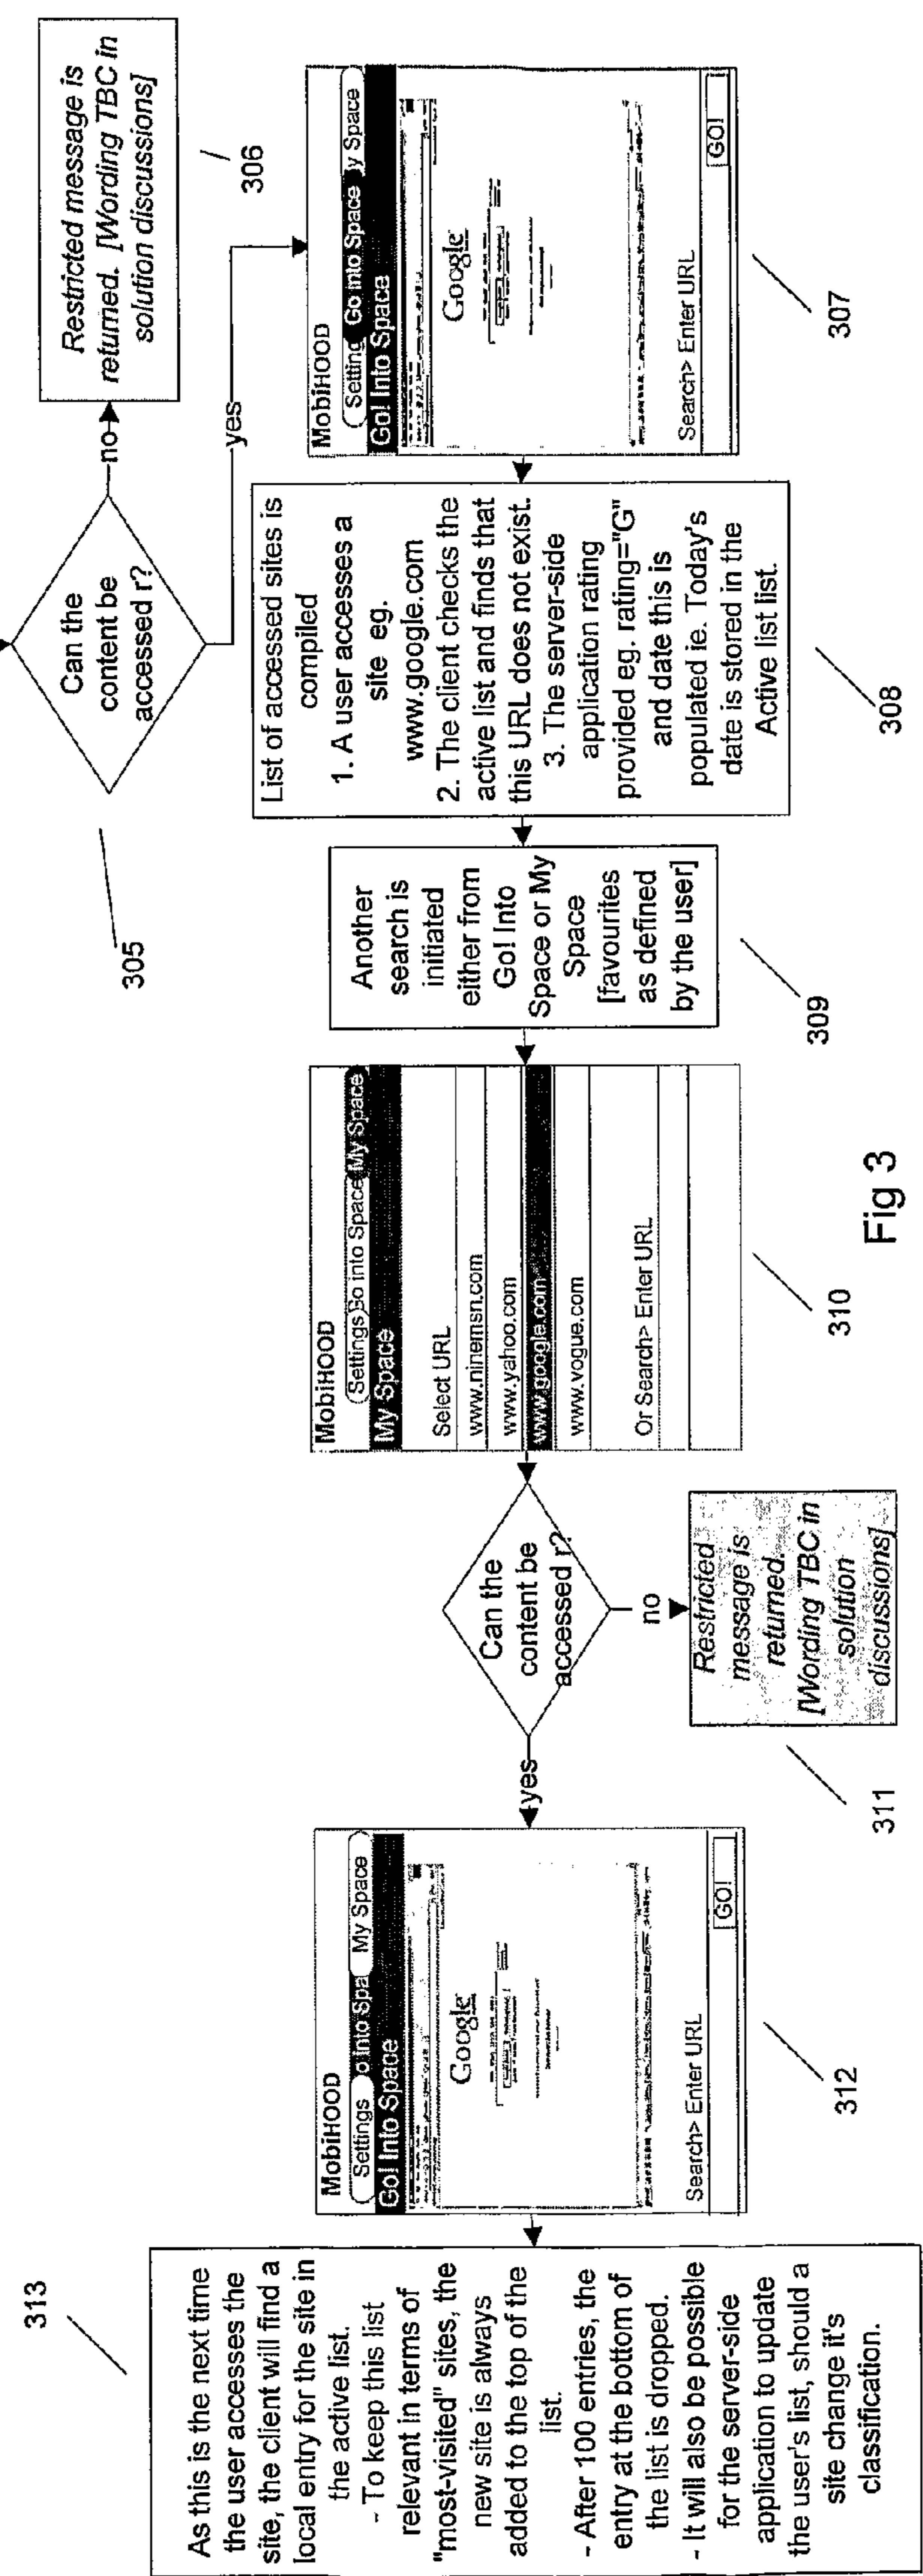 Can the
content be
accessed r?
no
Restricted message is
returned. [Wording TBC in
solution discussions]
305
306
yes
MobiHOOD
Setting Go into Space y Space
Go! Into Space
Google
Search> Enter URL
GO!
307
List of accessed sites is
compiled
1. A user accesses a
site eg.
www.google.com
2. The client checks the
active list and finds that
this URL does not exist.
3. The server-side
application rating
provided eg. rating="G"
and date this is
populated ie. Today's
date is stored in the
Active list.
308
Another
search is
initiated
either from
Go! Into
Space or My
Space
[favourites
as defined
by the user]
309
MobiHOOD
Settings Go into Space My Space
My Space
Select URL
www.ninemsn.com
www.yahoo.com
www.google.com
www.vogue.com
Or Search> Enter URL
310
Can the
content be
accessed r?
no
Restricted
message is
returned.
[Wording TBC in
solution
discussions]
311
yes
MobiHOOD
Settings o Into Spa My Space
Go! Into Space
Google
Search> Enter URL
GO!
312
As this is the next time
the user accesses the
site, the client will find a
local entry for the site in
the active list.
- To keep this list
relevant in terms of
"most-visited" sites, the
new site is always
added to the top of the
list.
- After 100 entries, the
entry at the bottom of
the list is dropped.
- It will also be possible
for the server-side
application to update
the user's list, should a
site change it's
classification.
313
Fig 3